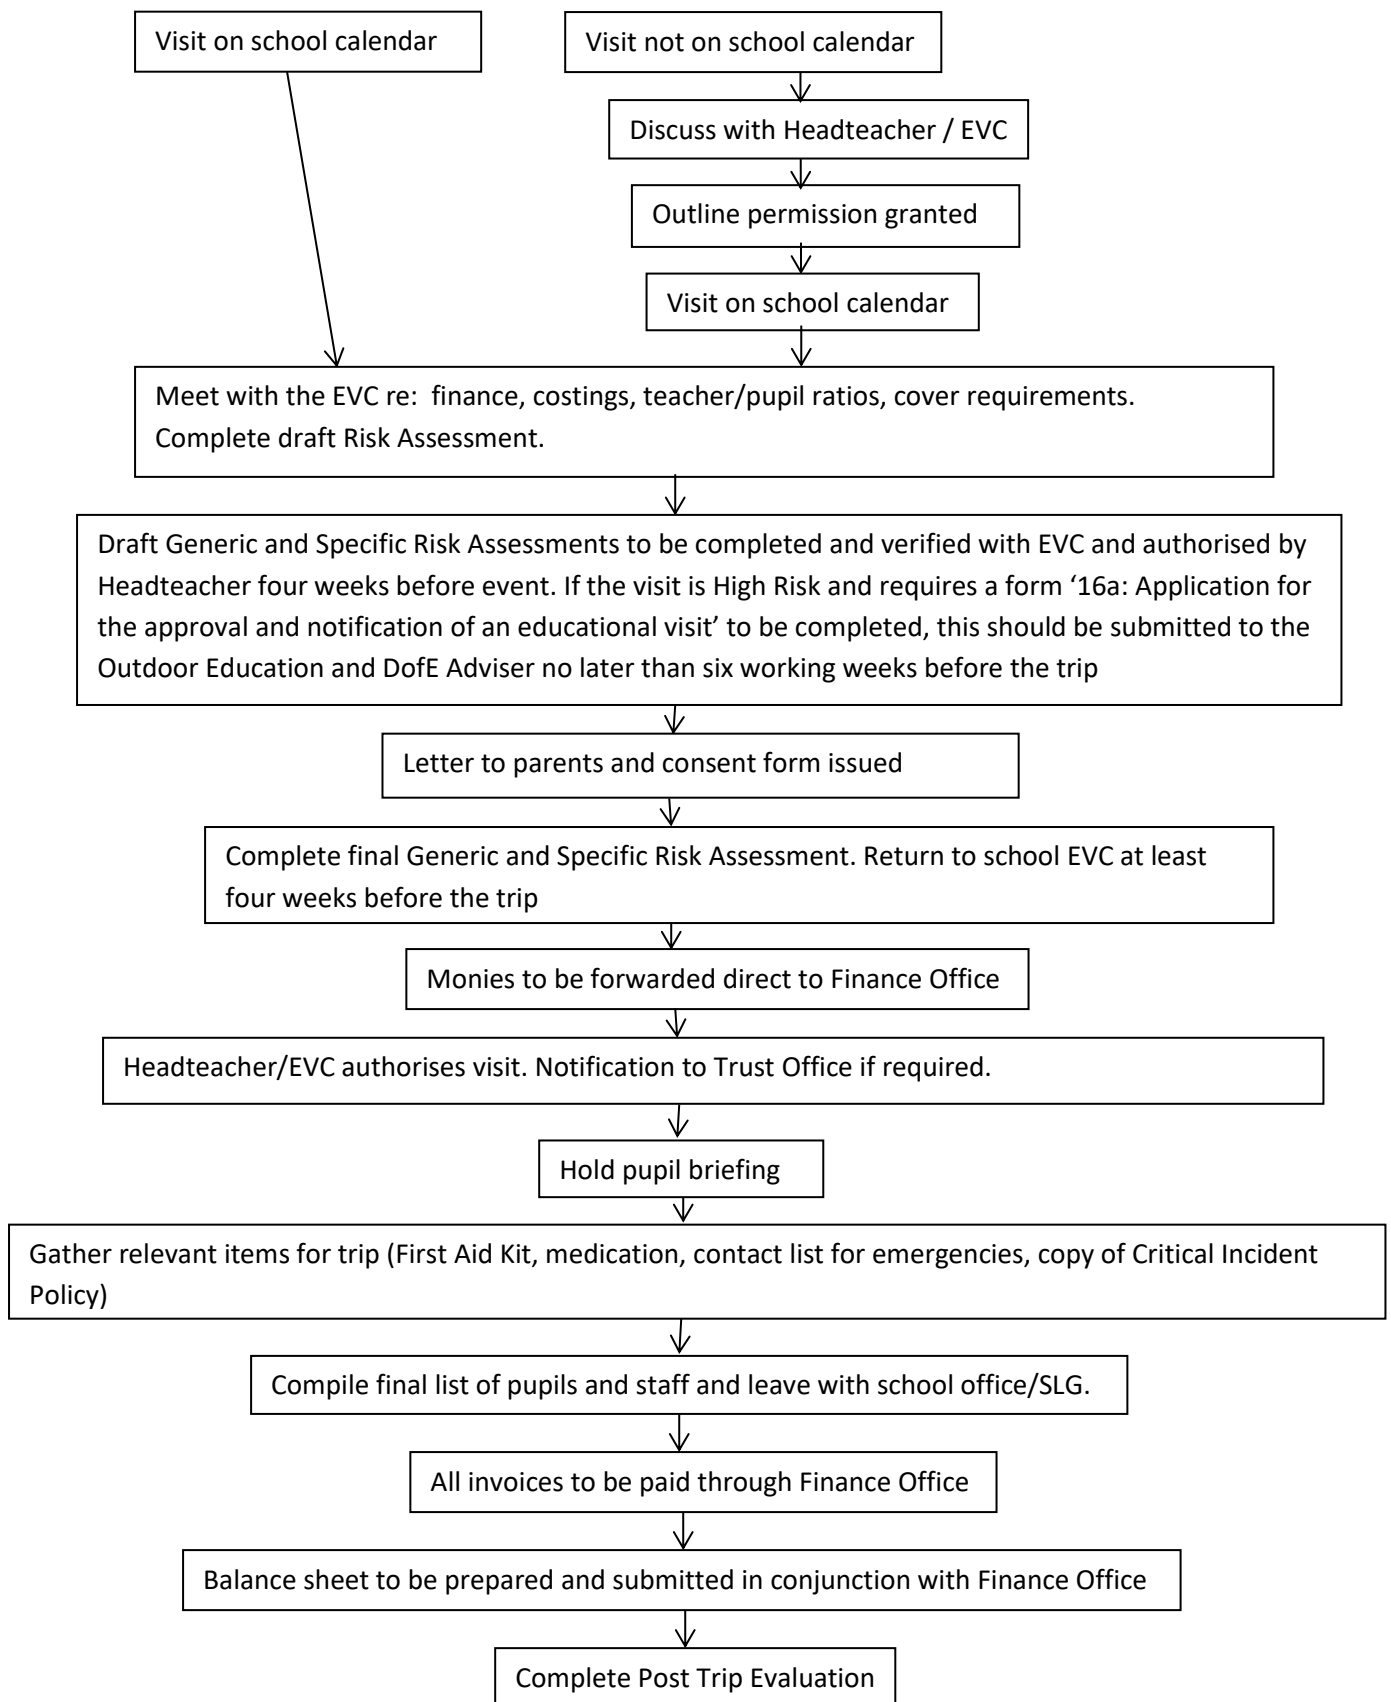 Visit on school calendar
Visit not on school calendar
Discuss with Headteacher / EVC
Outline permission granted
Visit on school calendar
Meet with the EVC re:  finance, costings, teacher/pupil ratios, cover requirements.
Complete draft Risk Assessment.
Draft Generic and Specific Risk Assessments to be completed and verified with EVC and authorised by
Headteacher four weeks before event. If the visit is High Risk and requires a form ‘16a: Application for
the approval and notification of an educational visit’ to be completed, this should be submitted to the
Outdoor Education and DofE Adviser no later than six working weeks before the trip
Letter to parents and consent form issued
Complete final Generic and Specific Risk Assessment. Return to school EVC at least
four weeks before the trip
Monies to be forwarded direct to Finance Office
Headteacher/EVC authorises visit. Notification to Trust Office if required.
Hold pupil briefing
Gather relevant items for trip (First Aid Kit, medication, contact list for emergencies, copy of Critical Incident
Policy)
Compile final list of pupils and staff and leave with school office/SLG.
All invoices to be paid through Finance Office
Balance sheet to be prepared and submitted in conjunction with Finance Office
Complete Post Trip Evaluation